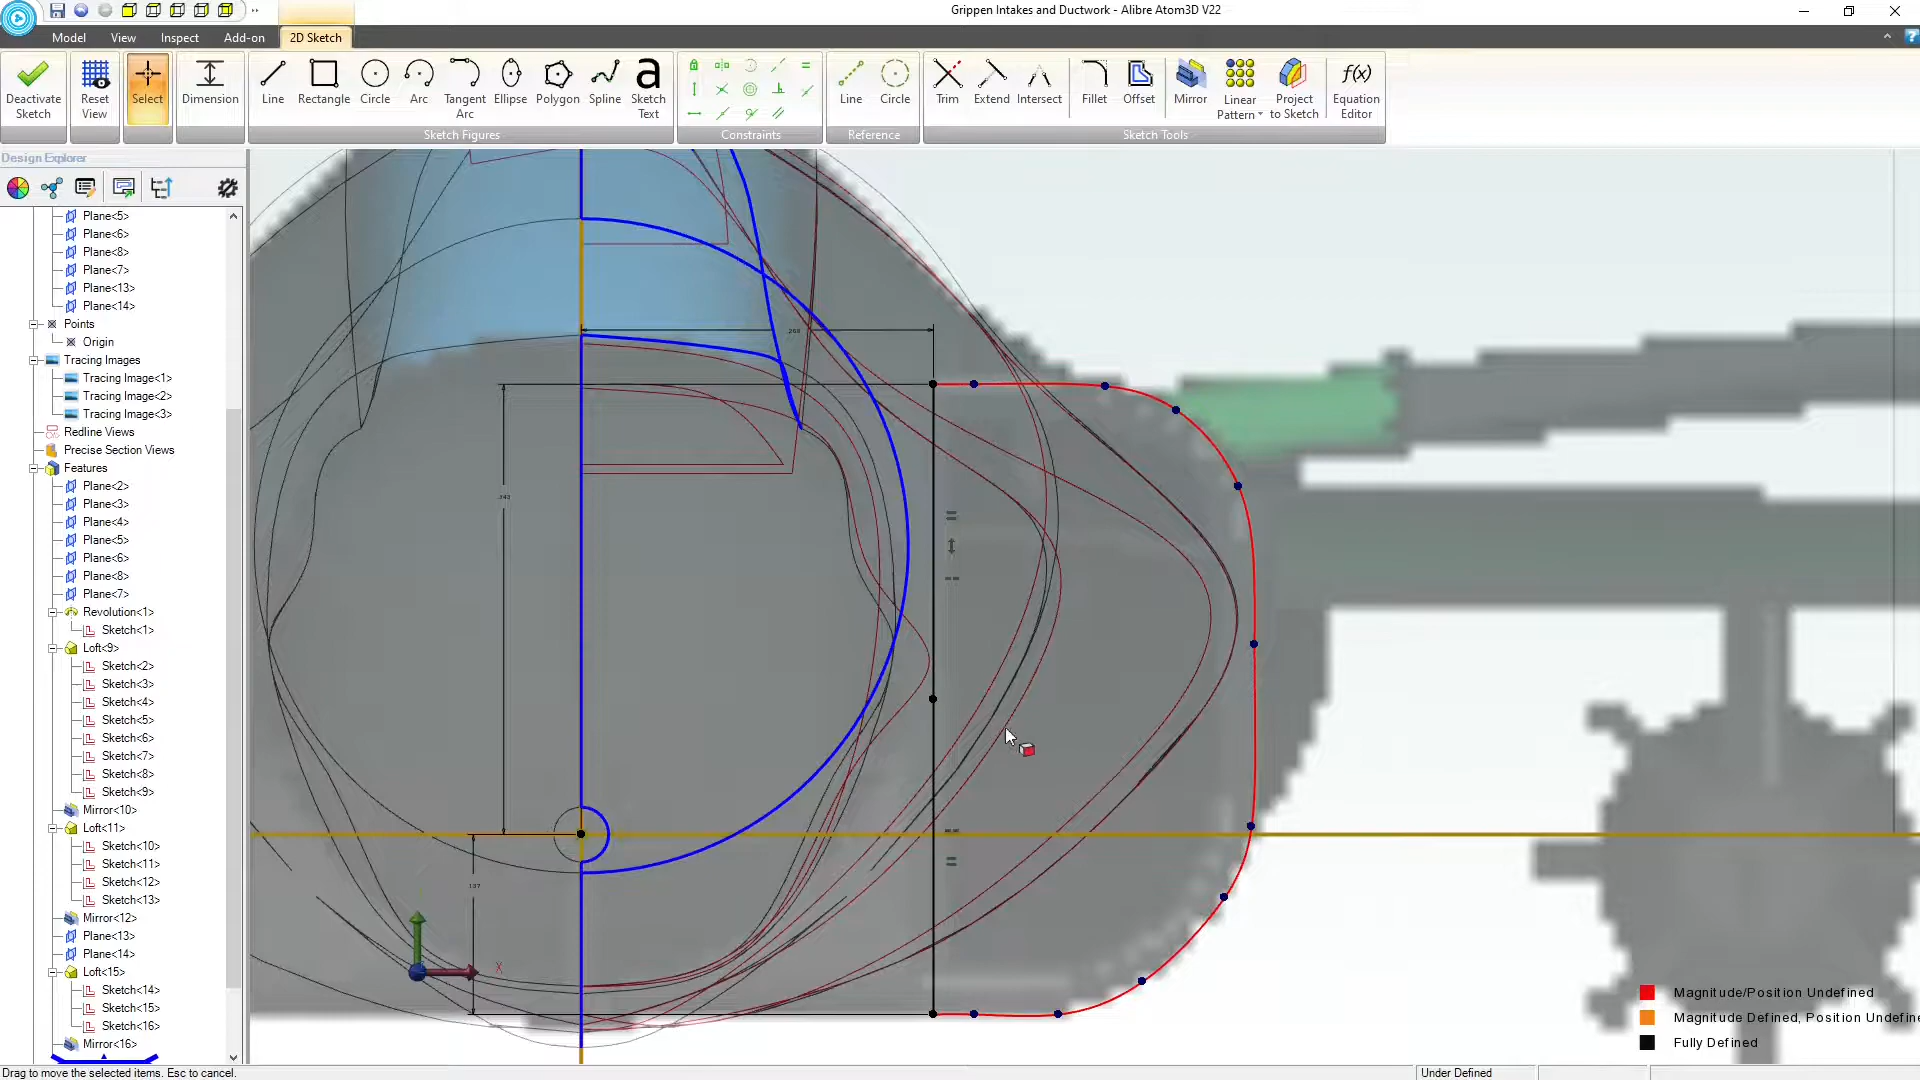 Grippen Intakes and Ductwork - Alibre Atom3D V22
Model View Inspect Add-on 2D Sketch
Deactivate Sketch
Reset View
Select
Dimension
Line
Rectangle
Circle
Arc
Tangent Arc
Ellipse
Polygon
Spline
Sketch Text
Line
Circle
Trim
Extend
Intersect
Fillet
Offset
Mirror
Linear Pattern
Project to Sketch
f(x)
Equation Editor
Sketch Figures
Constraints
Reference
Sketch Tools
Design Explorer
Plane<5>
Plane<6>
Plane<8>
Plane<7>
Plane<13>
Plane<14>
Points
Origin
Tracing Images
Tracing Image<1>
Tracing Image<2>
Tracing Image<3>
Redline Views
Precise Section Views
Features
Plane<2>
Plane<3>
Plane<4>
Plane<5>
Plane<6>
Plane<8>
Plane<7>
Revolution<1>
Sketch<1>
Loft<9>
Sketch<2>
Sketch<3>
Sketch<4>
Sketch<5>
Sketch<6>
Sketch<7>
Sketch<8>
Sketch<9>
Mirror<10>
Loft<11>
Sketch<10>
Sketch<11>
Sketch<12>
Sketch<13>
Mirror<12>
Plane<13>
Plane<14>
Loft<15>
Sketch<14>
Sketch<15>
Sketch<16>
Mirror<16>
X
Magnitude/Position Undefined
Magnitude Defined, Position Undefine
Fully Defined
Drag to move the selected items. Esc to cancel.
Under Defined